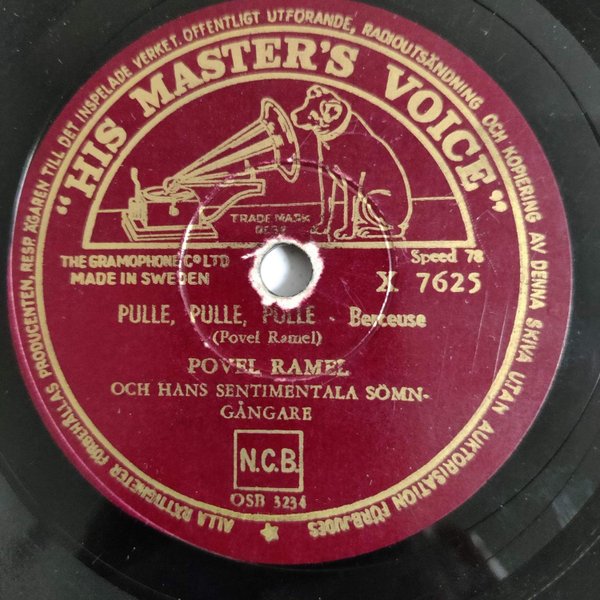 ALLA RÄTTIGHETER FÖRBEHÅLLAS PRODUCENTEN RESP. ÄGAREN TILL DET INSPELADE VERKET. OFFENTLIGT UTFÖRANDE, RADIOUTSÄNDNING OCH KOPIERING AV DENNA SKIVA UTAN AUKTORISATION FÖRBJUDES
"HIS MASTER'S VOICE"
TRADE MARK
THE GRAMOPHONE Co LTD
MADE IN SWEDEN
Speed 78
X. 7625
PULLE, PULLE, PULLE - Berceuse
(Povel Ramel)
POVEL RAMEL
OCH HANS SENTIMENTALA SÖMN-
GÅNGARE
N.C.B.
OSB 3234